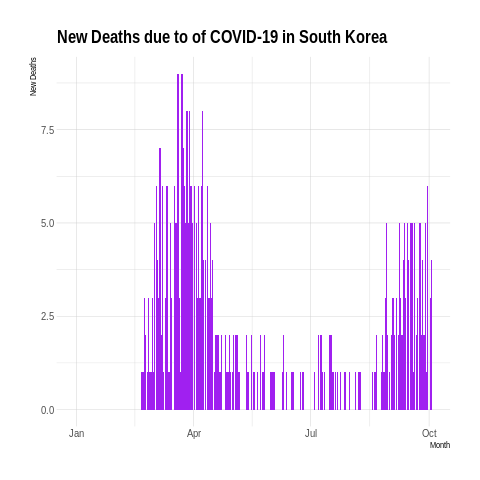 New Deaths due to of COVID-19 in South Korea
New Deaths
7.5
5.0
2.5
0.0
Jan Apr Jul Oct
Month